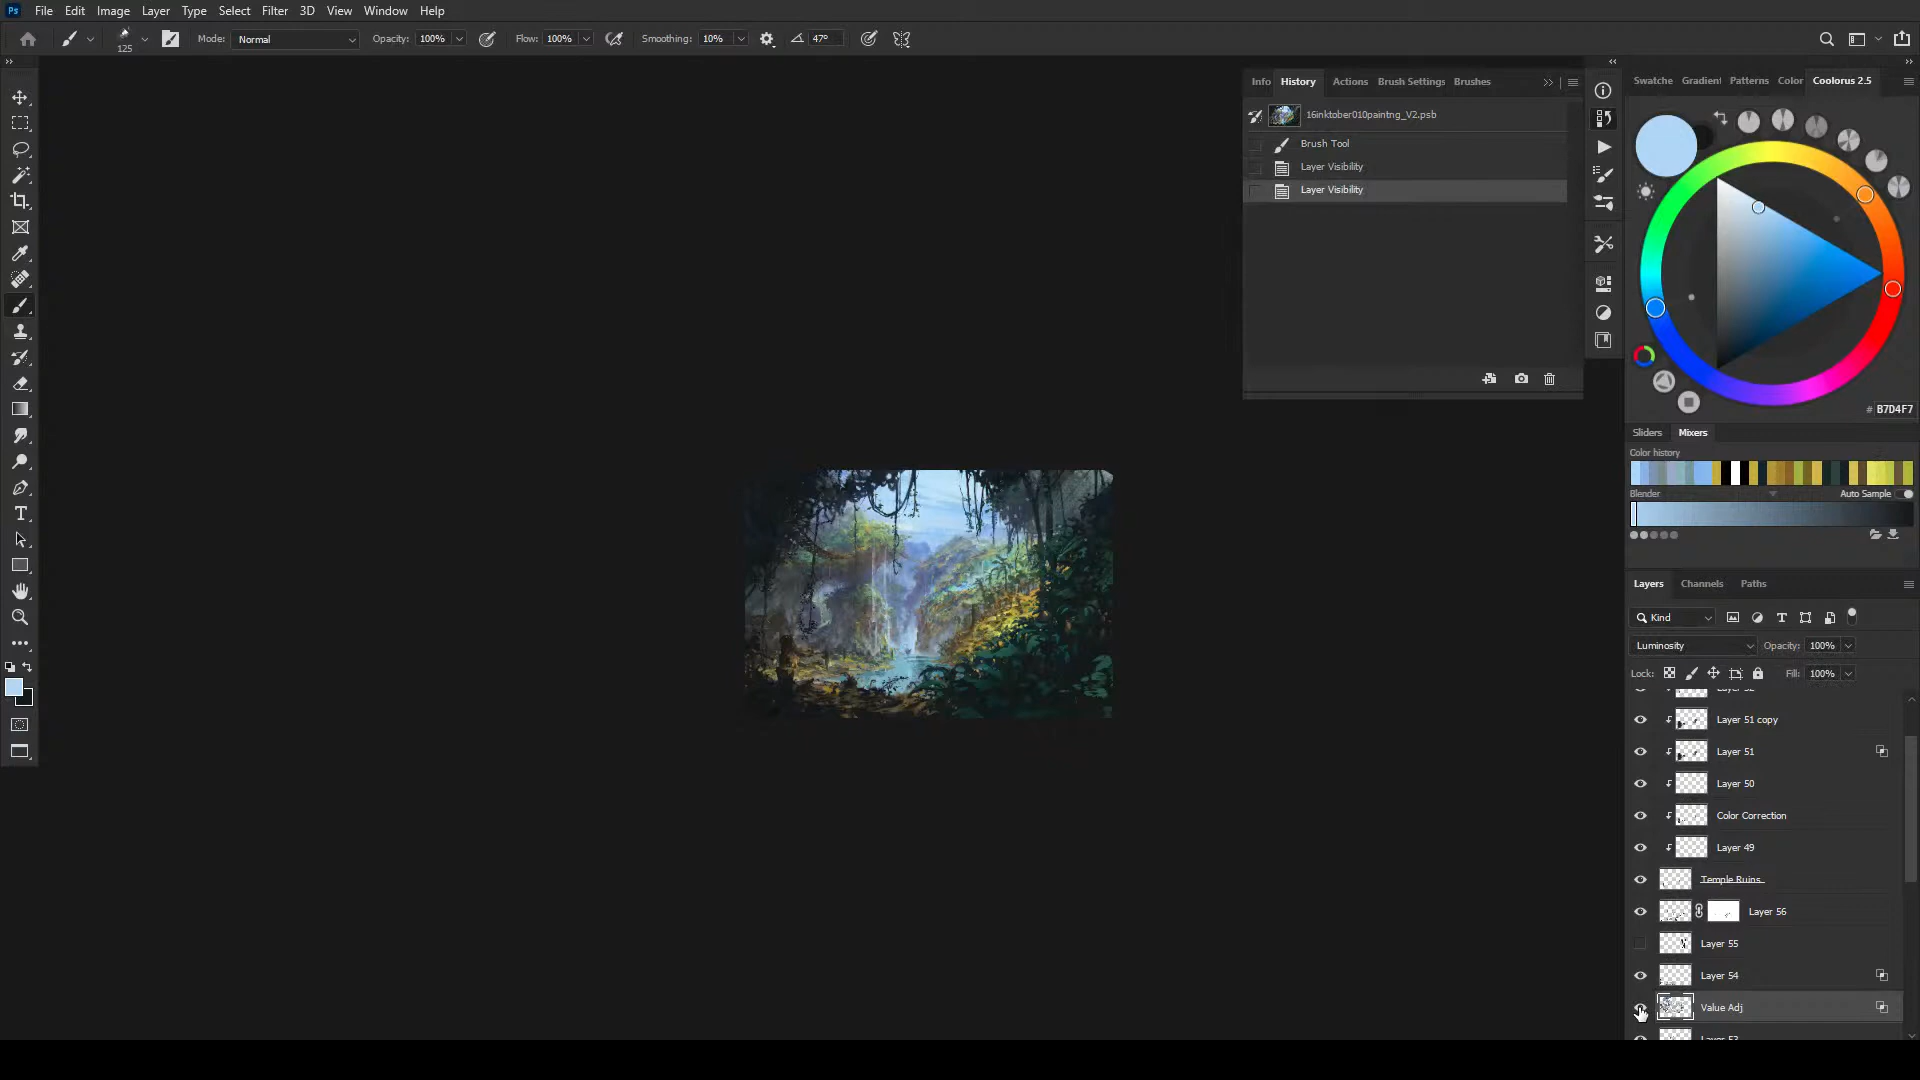 Ps File Edit Image Layer Type Select Filter 3D View Window Help
125 Mode: Normal Opacity: 100% Flow: 100% Smoothing: 10% 47°
Info History Actions Brush Settings Brushes
16inktober010paintng_V2.psb
Brush Tool
Layer Visibility
Layer Visibility
Swatche Gradient Patterns Color Coolorus 2.5
# B7D4F7
Sliders Mixers
Color history
Blender Auto Sample
Layers Channels Paths
Kind
Luminosity Opacity: 100%
Lock: Fill: 100%
Layer 51 copy
Layer 51
Layer 50
Color Correction
Layer 49
Temple Ruins
Layer 56
Layer 55
Layer 54
Value Adj